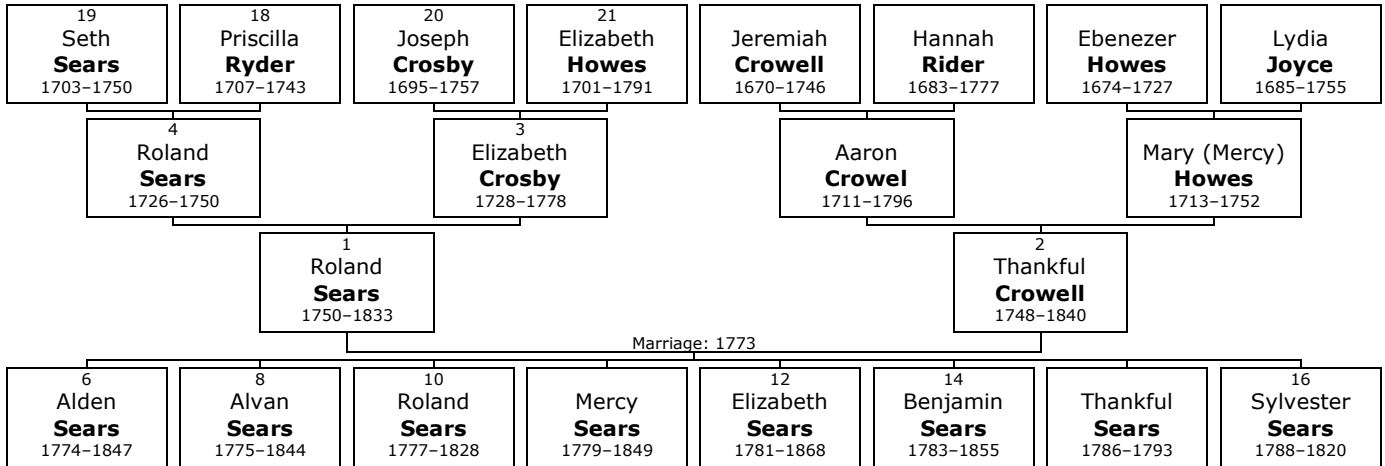 19
Seth
Sears
1703–1750
18
Priscilla
Ryder
1707–1743
20
Joseph
Crosby
1695–1757
21
Elizabeth
Howes
1701–1791
Jeremiah
Crowell
1670–1746
Hannah
Rider
1683–1777
Ebenezer
Howes
1674–1727
Lydia
Joyce
1685–1755
4
Roland
Sears
1726–1750
3
Elizabeth
Crosby
1728–1778
Aaron
Crowel
1711–1796
Mary (Mercy)
Howes
1713–1752
1
Roland
Sears
1750–1833
2
Thankful
Crowell
1748–1840
Marriage: 1773
6
Alden
Sears
1774–1847
8
Alvan
Sears
1775–1844
10
Roland
Sears
1777–1828
Mercy
Sears
1779–1849
12
Elizabeth
Sears
1781–1868
14
Benjamin
Sears
1783–1855
Thankful
Sears
1786–1793
16
Sylvester
Sears
1788–1820